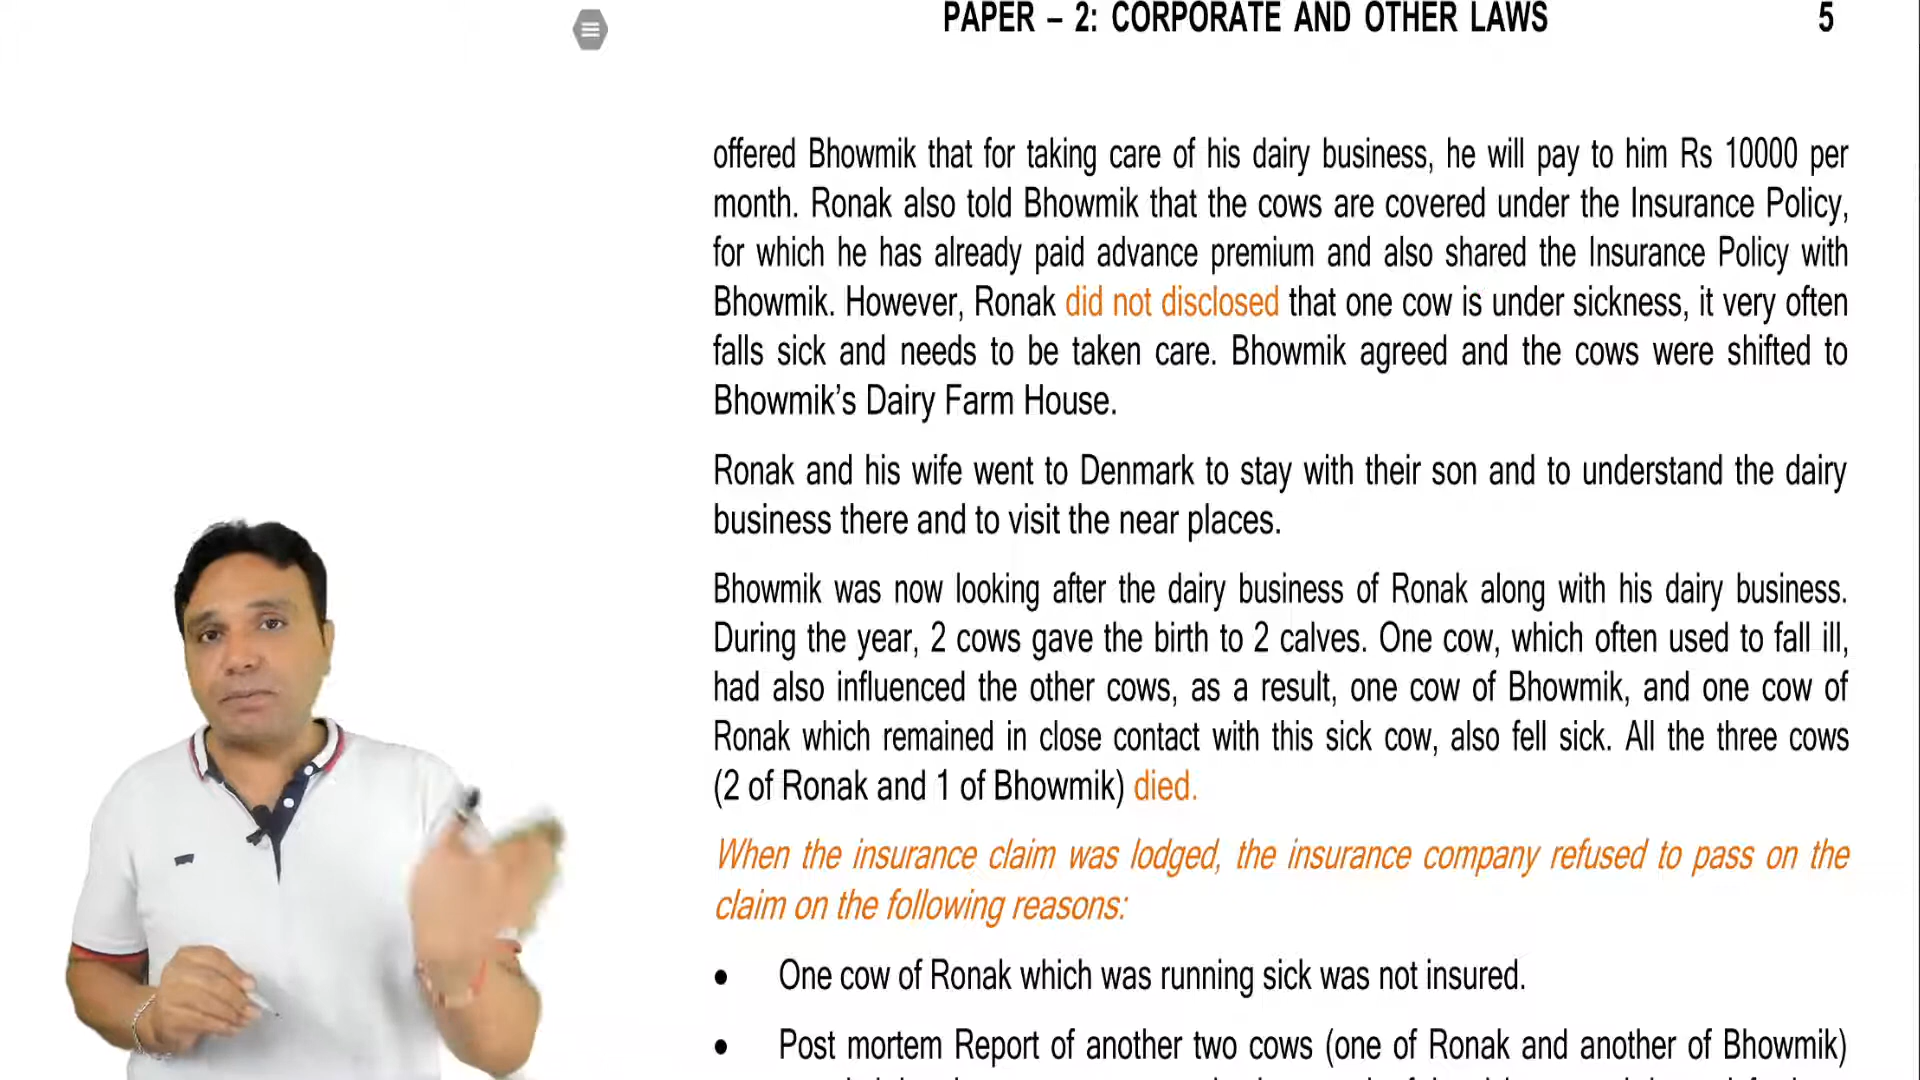 PAPER – 2: CORPORATE AND OTHER LAWS 5
offered Bhowmik that for taking care of his dairy business, he will pay to him Rs 10000 per
month. Ronak also told Bhowmik that the cows are covered under the Insurance Policy,
for which he has already paid advance premium and also shared the Insurance Policy with
Bhowmik. However, Ronak did not disclosed that one cow is under sickness, it very often
falls sick and needs to be taken care. Bhowmik agreed and the cows were shifted to
Bhowmik’s Dairy Farm House.
Ronak and his wife went to Denmark to stay with their son and to understand the dairy
business there and to visit the near places.
Bhowmik was now looking after the dairy business of Ronak along with his dairy business.
During the year, 2 cows gave the birth to 2 calves. One cow, which often used to fall ill,
had also influenced the other cows, as a result, one cow of Bhowmik, and one cow of
Ronak which remained in close contact with this sick cow, also fell sick. All the three cows
(2 of Ronak and 1 of Bhowmik) died.
When the insurance claim was lodged, the insurance company refused to pass on the
claim on the following reasons:
• One cow of Ronak which was running sick was not insured.
• Post mortem Report of another two cows (one of Ronak and another of Bhowmik)